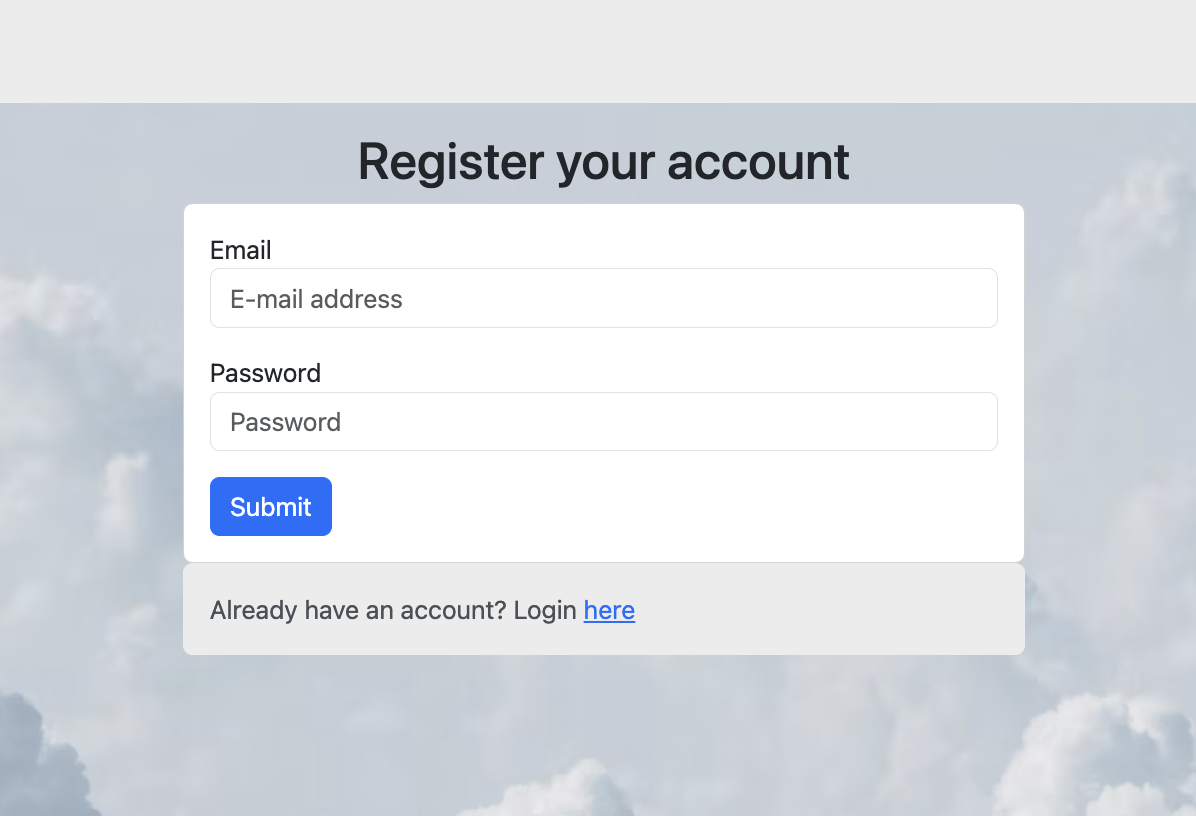 Register your account
Email
E-mail address
Password
Password
Submit
Already have an account? Login here